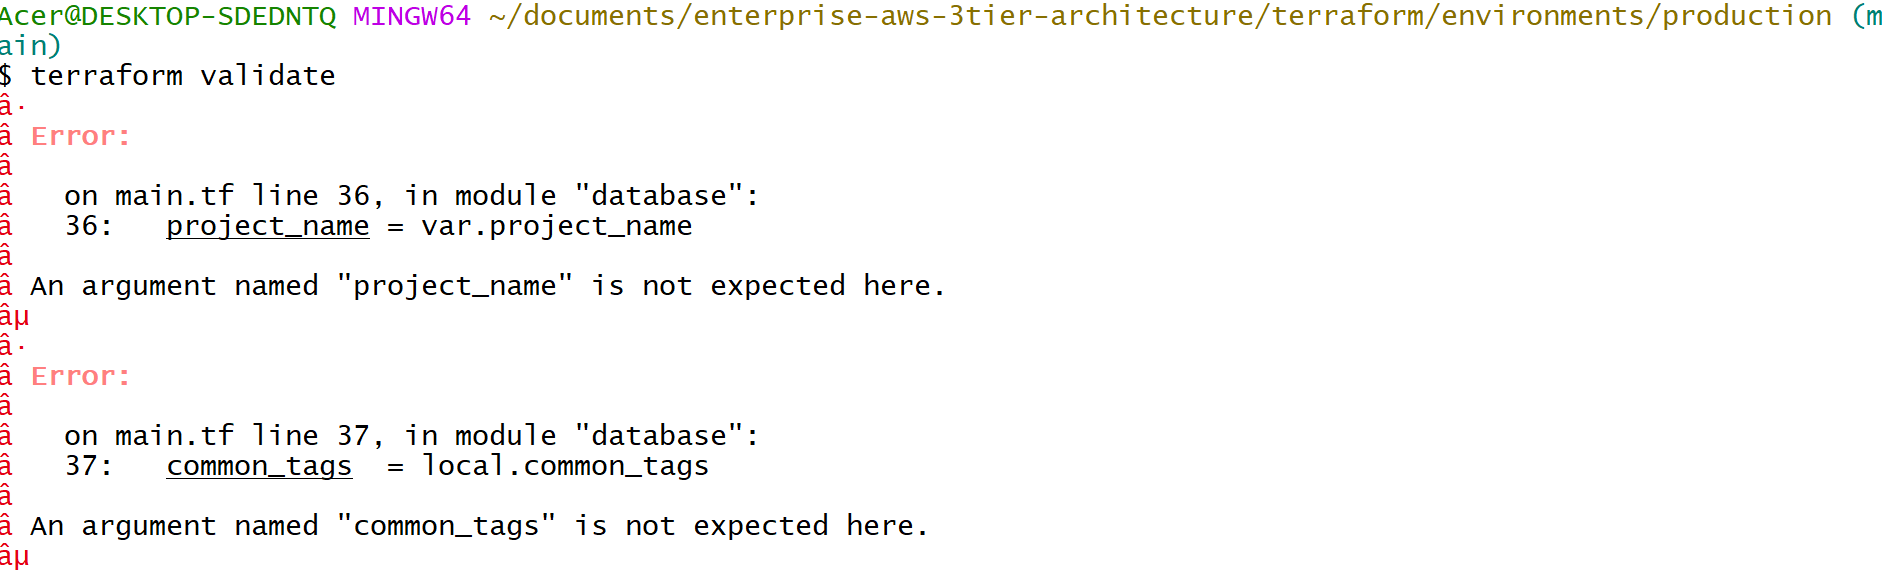 Acer@DESKTOP-SDEDNTQ MINGW64 ~/documents/enterprise-aws-3tier-architecture/terraform/environments/production (m
ain)
$ terraform validate
â·
â Error:
â
â   on main.tf line 36, in module "database":
â   36:   project_name = var.project_name
â
â An argument named "project_name" is not expected here.
âµ
â·
â Error:
â
â   on main.tf line 37, in module "database":
â   37:   common_tags  = local.common_tags
â
â An argument named "common_tags" is not expected here.
âµ